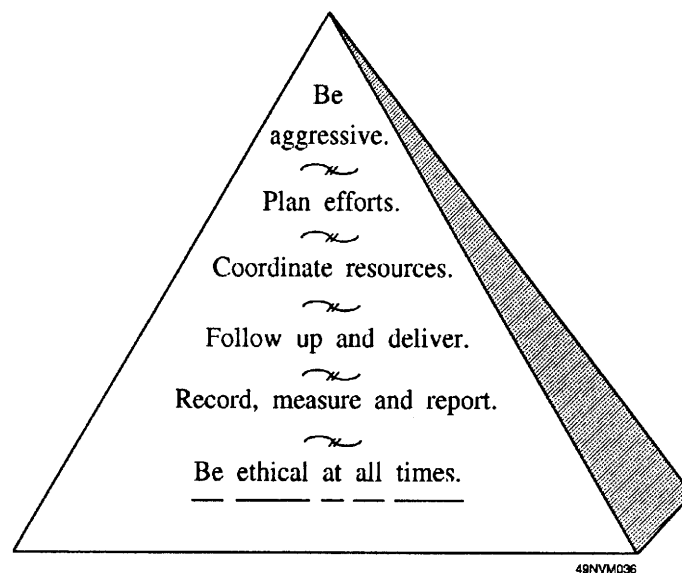 Be
aggressive.
Plan efforts.
Coordinate resources.
Follow up and deliver.
Record, measure and report.
Be ethical at all times.
49NVM036